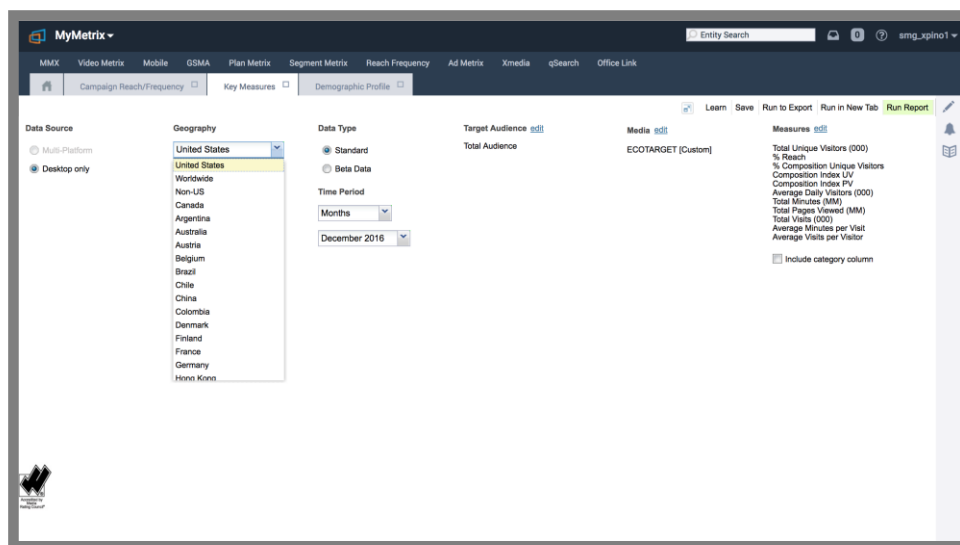 MyMetrix
Entity Search
0
smg_xpino1
MMX Video Metrix Mobile GSMA Plan Metrix Segment Metrix Reach Frequency Ad Metrix Xmedia qSearch Office Link
Campaign Reach/Frequency Key Measures Demographic Profile
Learn Save Run to Export Run in New Tab Run Report
Data Source
Multi-Platform
Desktop only
Geography
United States
United States
Worldwide
Non-US
Canada
Argentina
Australia
Austria
Belgium
Brazil
Chile
China
Colombia
Denmark
Finland
France
Germany
Hong Kong
Data Type
Standard
Beta Data
Time Period
Months
December 2016
Target Audience edit
Total Audience
Media edit
ECOTARGET [Custom]
Measures edit
Total Unique Visitors (000)
% Reach
% Composition Unique Visitors
Composition Index UV
Composition Index PV
Average Daily Visitors (000)
Total Minutes (MM)
Total Pages Viewed (MM)
Total Visits (000)
Average Minutes per Visit
Average Visits per Visitor
Include category column
Accredited by
Media
Rating Council